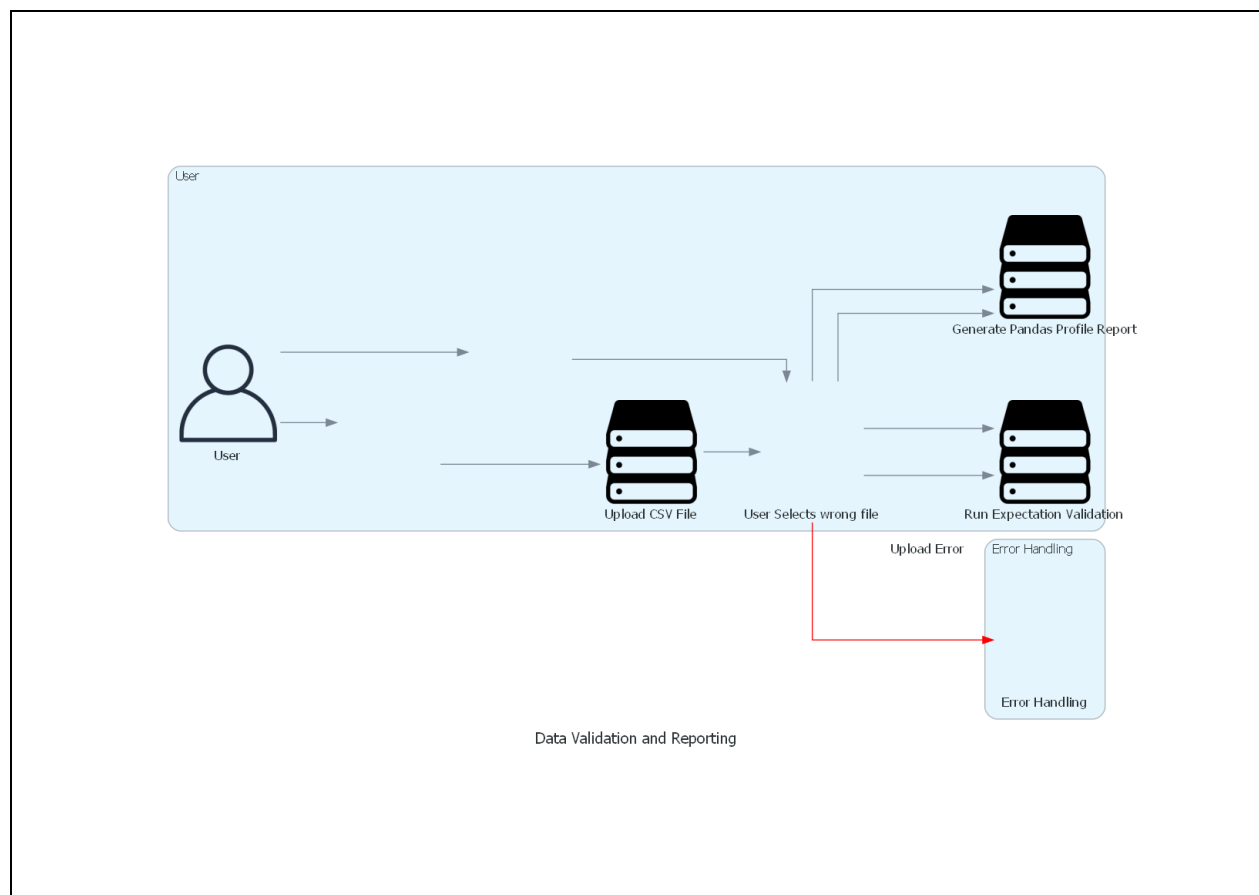 User
Generate Pandas Profile Report
User
Upload CSV File
User Selects wrong file
Run Expectation Validation
Upload Error
Error Handling
Error Handling
Data Validation and Reporting